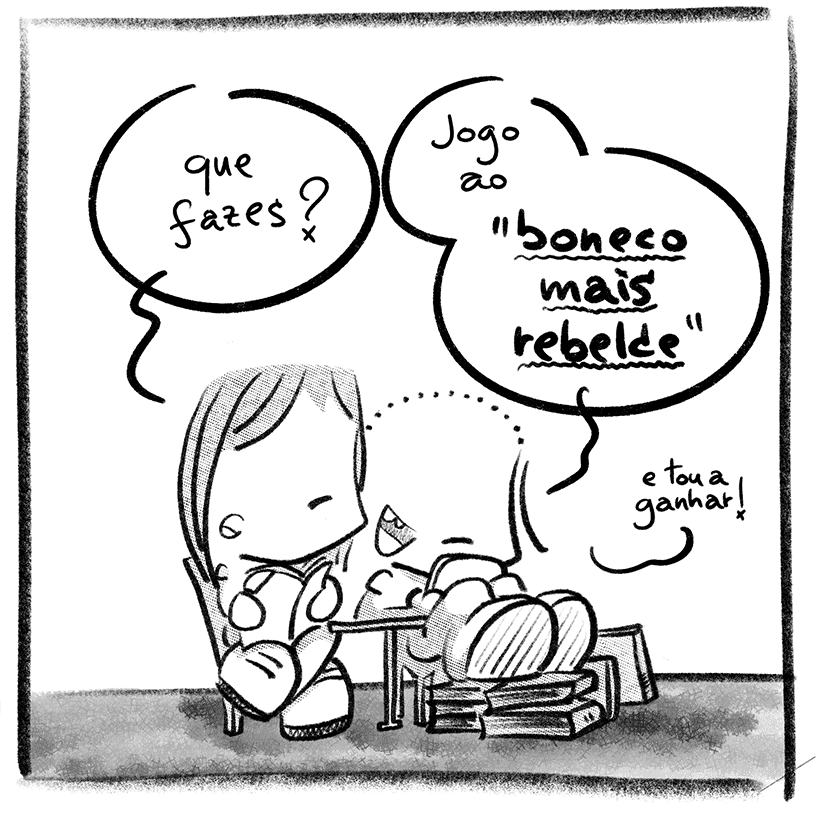 que
fazes?
Jogo
ao
"boneco
mais
rebelde"
e tou a
ganhar!